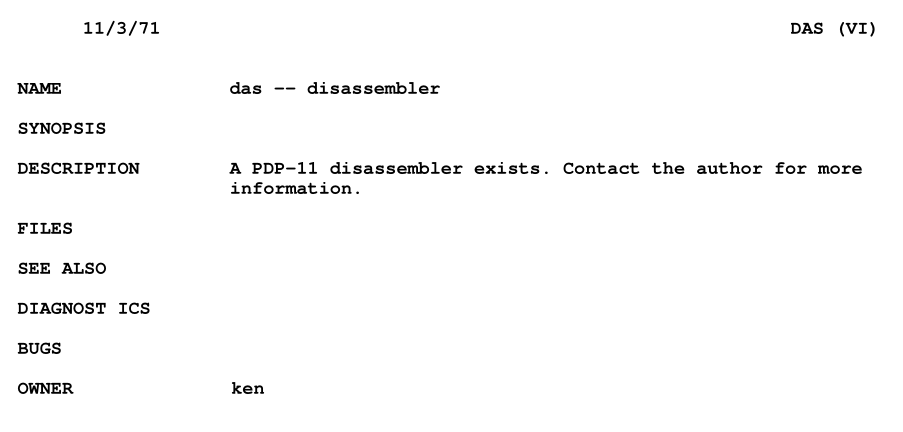 11/3/71 DAS (VI)
NAME das -- disassembler
SYNOPSIS
DESCRIPTION A PDP-11 disassembler exists. Contact the author for more
information.
FILES
SEE ALSO
DIAGNOST ICS
BUGS
OWNER ken